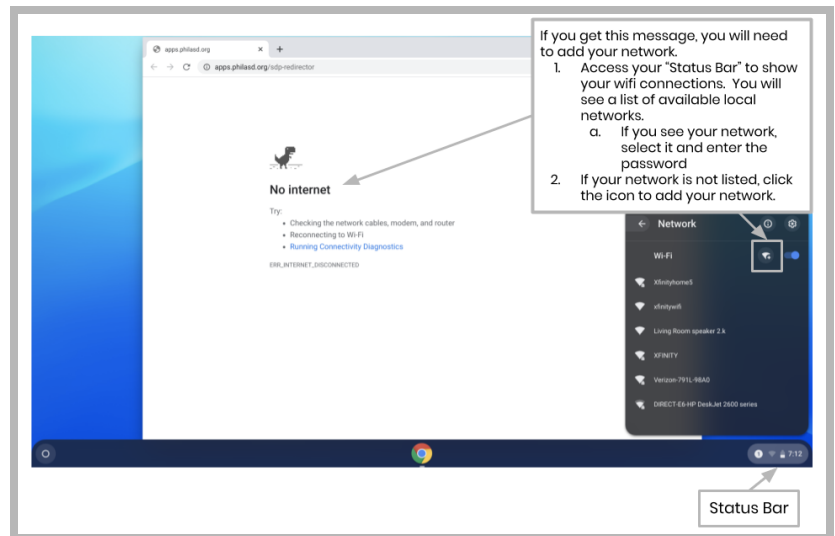 apps.philasd.org
apps.philasd.org/sdp-redirector
If you get this message, you will need
to add your network.
1. Access your “Status Bar” to show
your wifi connections. You will
see a list of available local
networks.
a. If you see your network,
select it and enter the
password
2. If your network is not listed, click
the icon to add your network.
No internet
Try:
• Checking the network cables, modem, and router
• Reconnecting to Wi-Fi
• Running Connectivity Diagnostics
ERR_INTERNET_DISCONNECTED
Network
Wi-Fi
Xfinityhome5
xfinitywifi
Living Room speaker 2.k
XFINITY
Verizon-791L-98A0
DIRECT-E6-HP DeskJet 2600 series
7:12
Status Bar